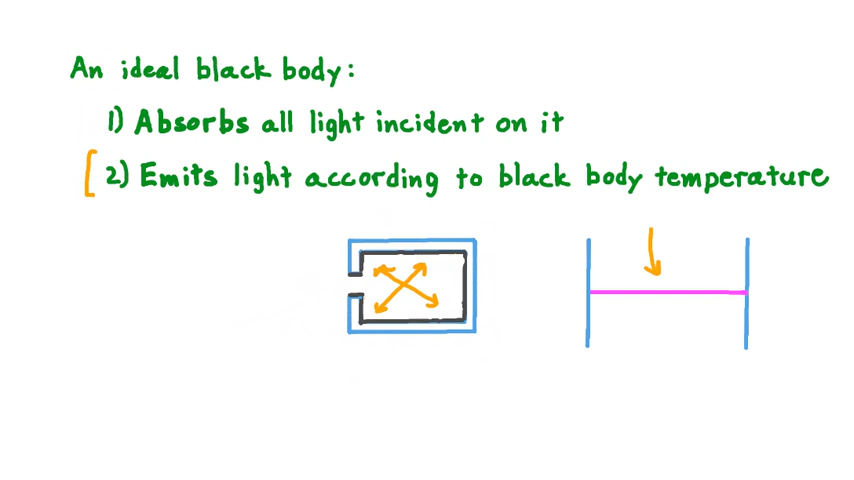 An ideal black body:
1) Absorbs all light incident on it
2) Emits light according to black body temperature